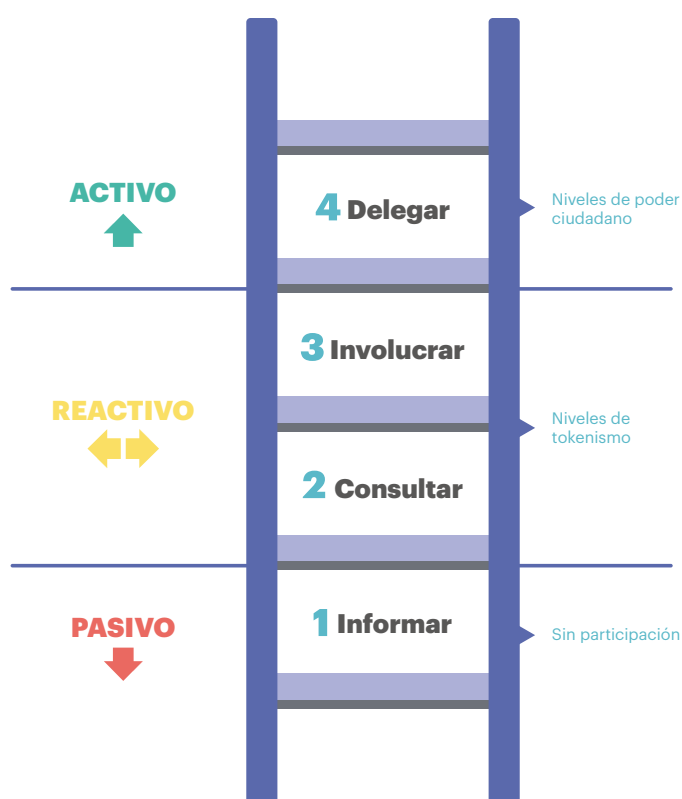 ACTIVO
4 Delegar
Niveles de poder
ciudadano
3 Involucrar
REACTIVO
Niveles de
tokenismo
2 Consultar
1 Informar
PASIVO
Sin participación